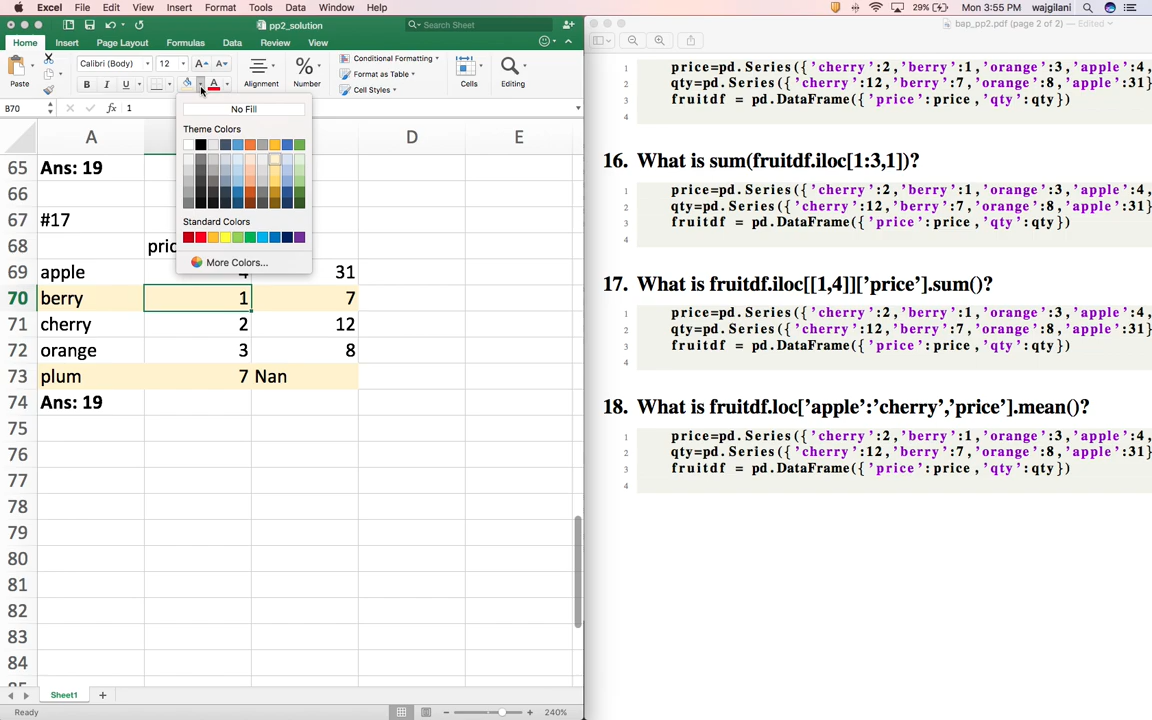 Excel File Edit View Insert Format Tools Data Window Help
29% Mon 3:55 PM wajgilani
pp2_solution
Search Sheet
bap_pp2.pdf (page 2 of 2) — Edited
Home Insert Page Layout Formulas Data Review View
Paste
Calibri (Body) 12
B I U
Alignment
Number
Conditional Formatting
Format as Table
Cell Styles
Cells
Editing
B70 fx 1
No Fill
Theme Colors
Standard Colors
More Colors...
A D E
65 Ans: 19
66
67 #17
68
69 apple 4 31
70 berry 1 7
71 cherry 2 12
72 orange 3 8
73 plum 7 Nan
74 Ans: 19
75
76
77
78
79
80
81
82
83
84
Sheet1
Ready
240%
1 price=pd.Series({'cherry':2,'berry':1,'orange':3,'apple':4,
2 qty=pd.Series({'cherry':12,'berry':7,'orange':8,'apple':31}
3 fruitdf = pd.DataFrame({'price':price,'qty':qty})
4
16. What is sum(fruitdf.iloc[1:3,1])?
1 price=pd.Series({'cherry':2,'berry':1,'orange':3,'apple':4,
2 qty=pd.Series({'cherry':12,'berry':7,'orange':8,'apple':31}
3 fruitdf = pd.DataFrame({'price':price,'qty':qty})
4
17. What is fruitdf.iloc[[1,4]]['price'].sum()?
1 price=pd.Series({'cherry':2,'berry':1,'orange':3,'apple':4,
2 qty=pd.Series({'cherry':12,'berry':7,'orange':8,'apple':31}
3 fruitdf = pd.DataFrame({'price':price,'qty':qty})
4
18. What is fruitdf.loc['apple':'cherry','price'].mean()?
1 price=pd.Series({'cherry':2,'berry':1,'orange':3,'apple':4,
2 qty=pd.Series({'cherry':12,'berry':7,'orange':8,'apple':31}
3 fruitdf = pd.DataFrame({'price':price,'qty':qty})
4